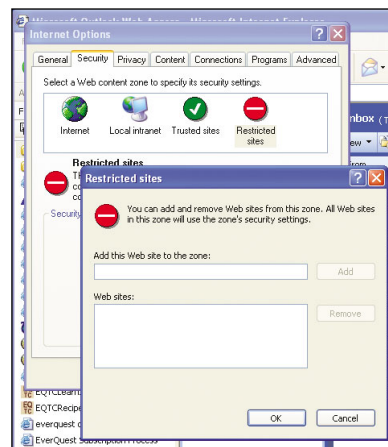 Microsoft Outlook Web Access - Microsoft Internet Explorer
Internet Options
General Security Privacy Content Connections Programs Advanced
Select a Web content zone to specify its security settings.
Internet Local intranet Trusted sites Restricted
sites
Restricted sites
nbox
ew
From
Restricted sites
You can add and remove Web sites from this zone. All Web sites
in this zone will use the zone's security settings.
Add this Web site to the zone:
Add
Web sites:
Remove
OK Cancel
EQTCLearn
EQTCRecipe
everquest
EverQuest Subscription Process